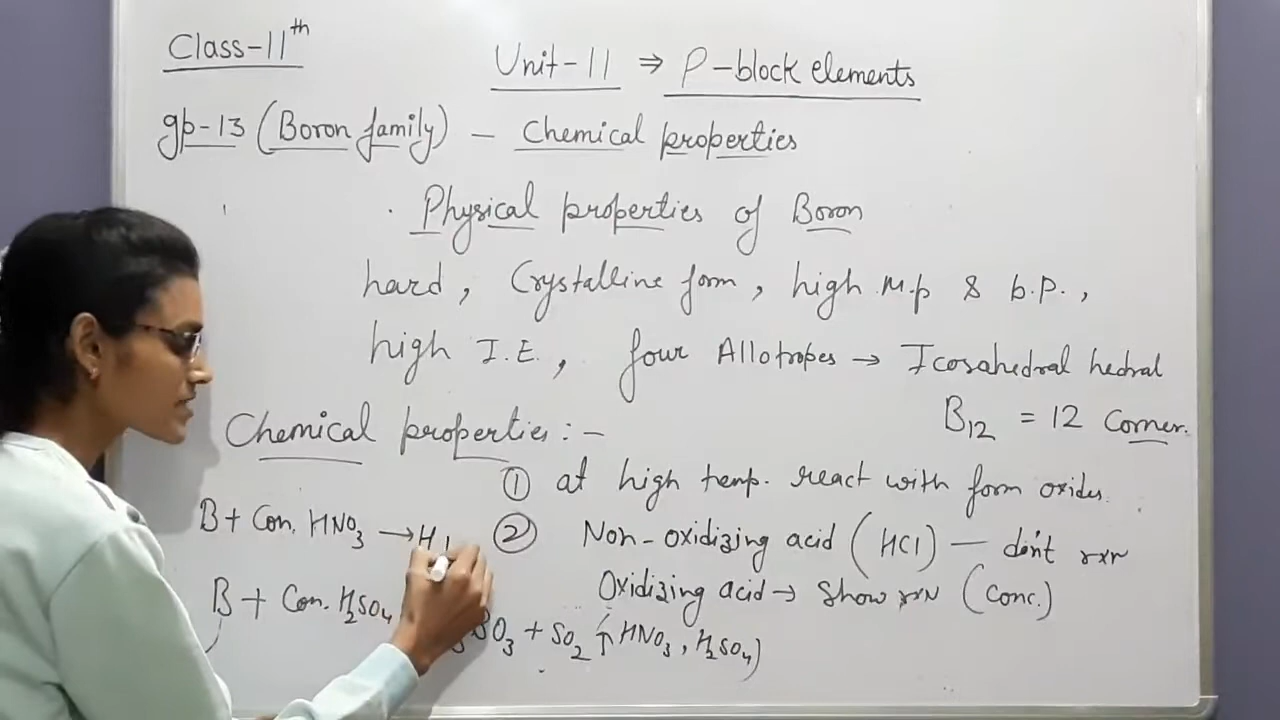 Class-11th
Unit-11 ⇒ P-block elements
gp-13 (Boron family) - Chemical properties
Physical properties of Boron
hard, Crystalline form, high M.p & b.p.,
high I.E., four Allotropes → Icosahedral hedral
B12 = 12 Corner.
Chemical properties:-
① at high temp. react with form oxides.
② Non-oxidizing acid (HCl) - don't rxn
Oxidizing acid → Show rxn (Conc.)
HNO3, H2SO4)
B + Con. HNO3 → H
B + Con. H2SO4 BO3 + SO2 ↑